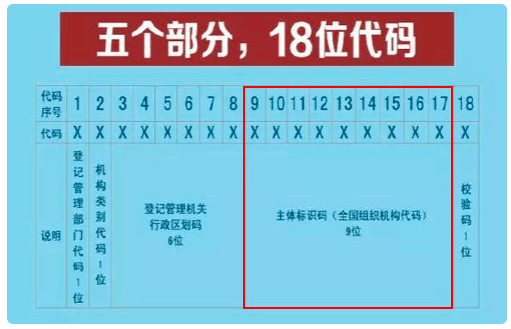 五个部分，18位代码
代码序号 1 2 3 4 5 6 7 8 9 10 11 12 13 14 15 16 17 18
代码 X X X X X X X X X X X X X X X X X X
说明 登记管理部门代码1位 机构类别代码1位 登记管理机关行政区划码6位 主体标识码（全国组织机构代码）9位 校验码1位